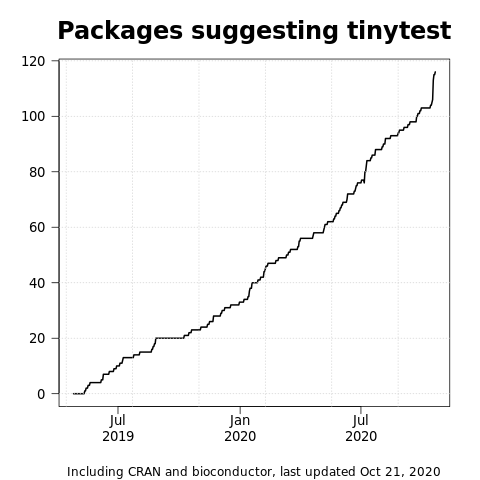 Packages suggesting tinytest
120
100
80
60
40
20
0
Jul
2019
Jan
2020
Jul
2020
Including CRAN and bioconductor, last updated Oct 21, 2020